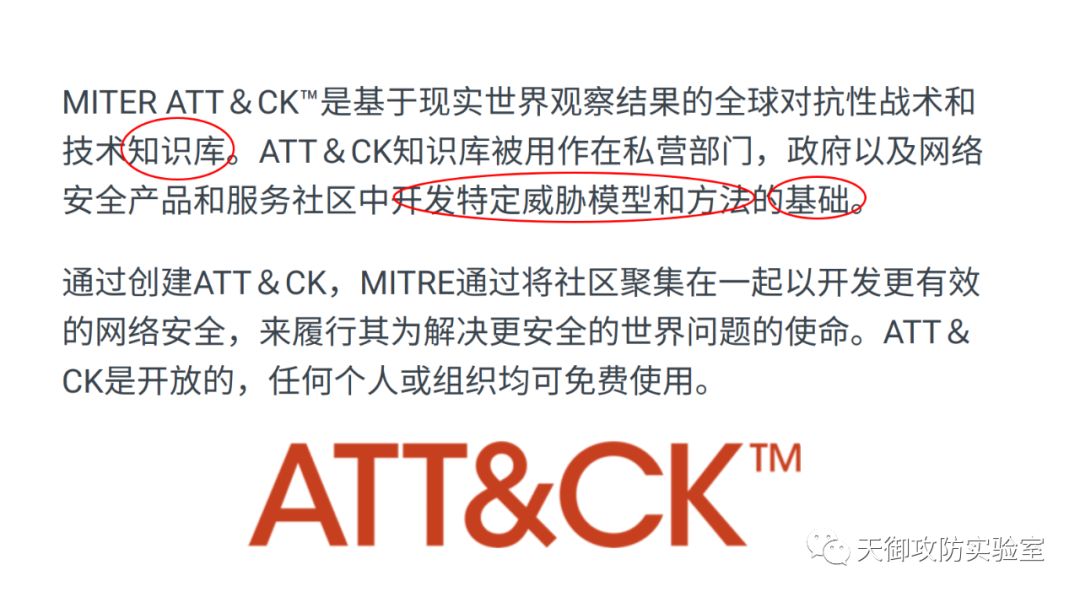 MITER ATT＆CK™是基于现实世界观察结果的全球对抗性战术和
技术知识库。ATT＆CK知识库被用作在私营部门，政府以及网络
安全产品和服务社区中开发特定威胁模型和方法的基础。
通过创建ATT＆CK，MITRE通过将社区聚集在一起以开发更有效
的网络安全，来履行其为解决更安全的世界问题的使命。ATT＆
CK是开放的，任何个人或组织均可免费使用。
ATT&CK™
天御攻防实验室